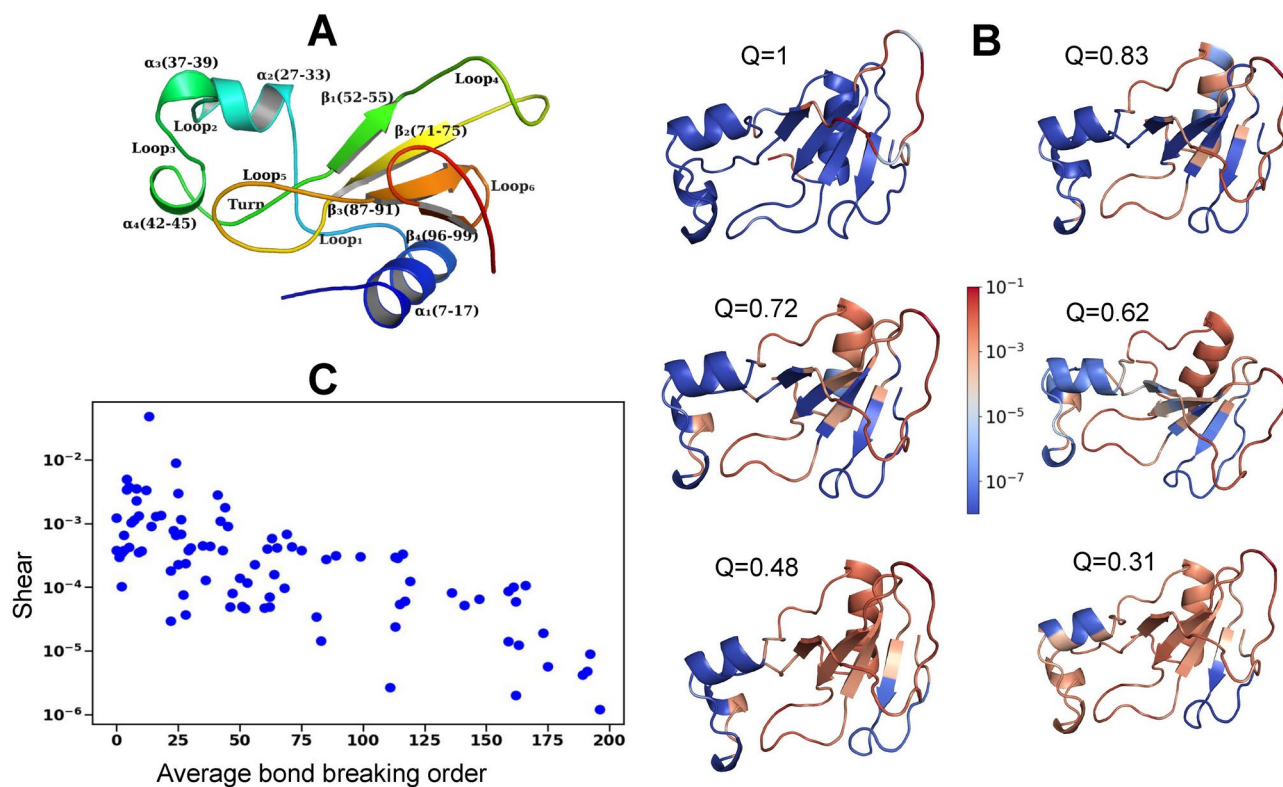 A
α₃(37-39)
α₂(27-33)
Loop₄
β₁(52-55)
Loop₂
β₂(71-75)
Loop₃
Loop₅
Loop₆
Turn
β₃(87-91)
α₄(42-45)
Loop₁
β₄(96-99)
α₁(7-17)
B
Q=1
Q=0.83
Q=0.72
Q=0.62
10⁻¹
10⁻³
10⁻⁵
10⁻⁷
Q=0.48
Q=0.31
C
Shear
10⁻²
10⁻³
10⁻⁴
10⁻⁵
10⁻⁶
0 25 50 75 100 125 150 175 200
Average bond breaking order